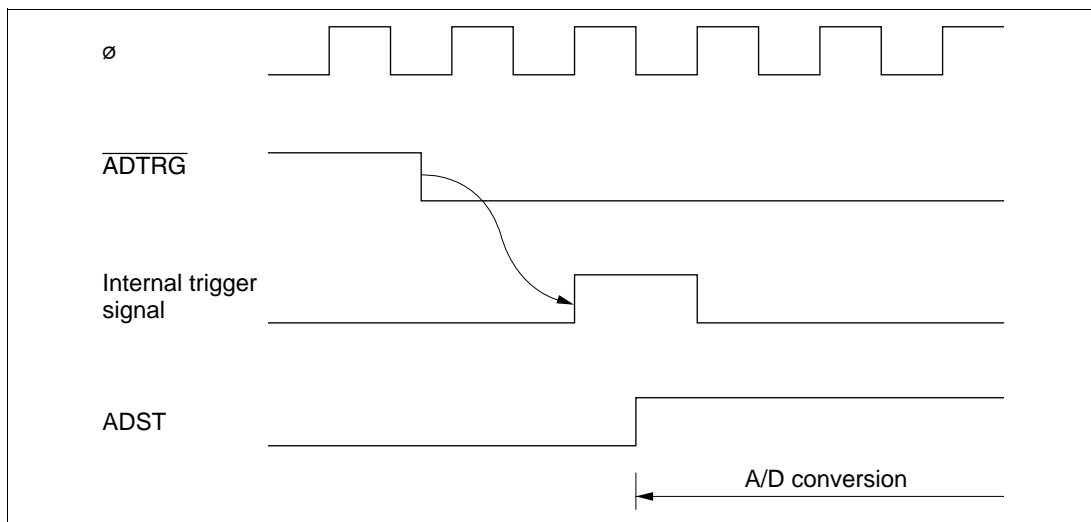 ø
ADTRG
Internal trigger
signal
ADST
A/D conversion